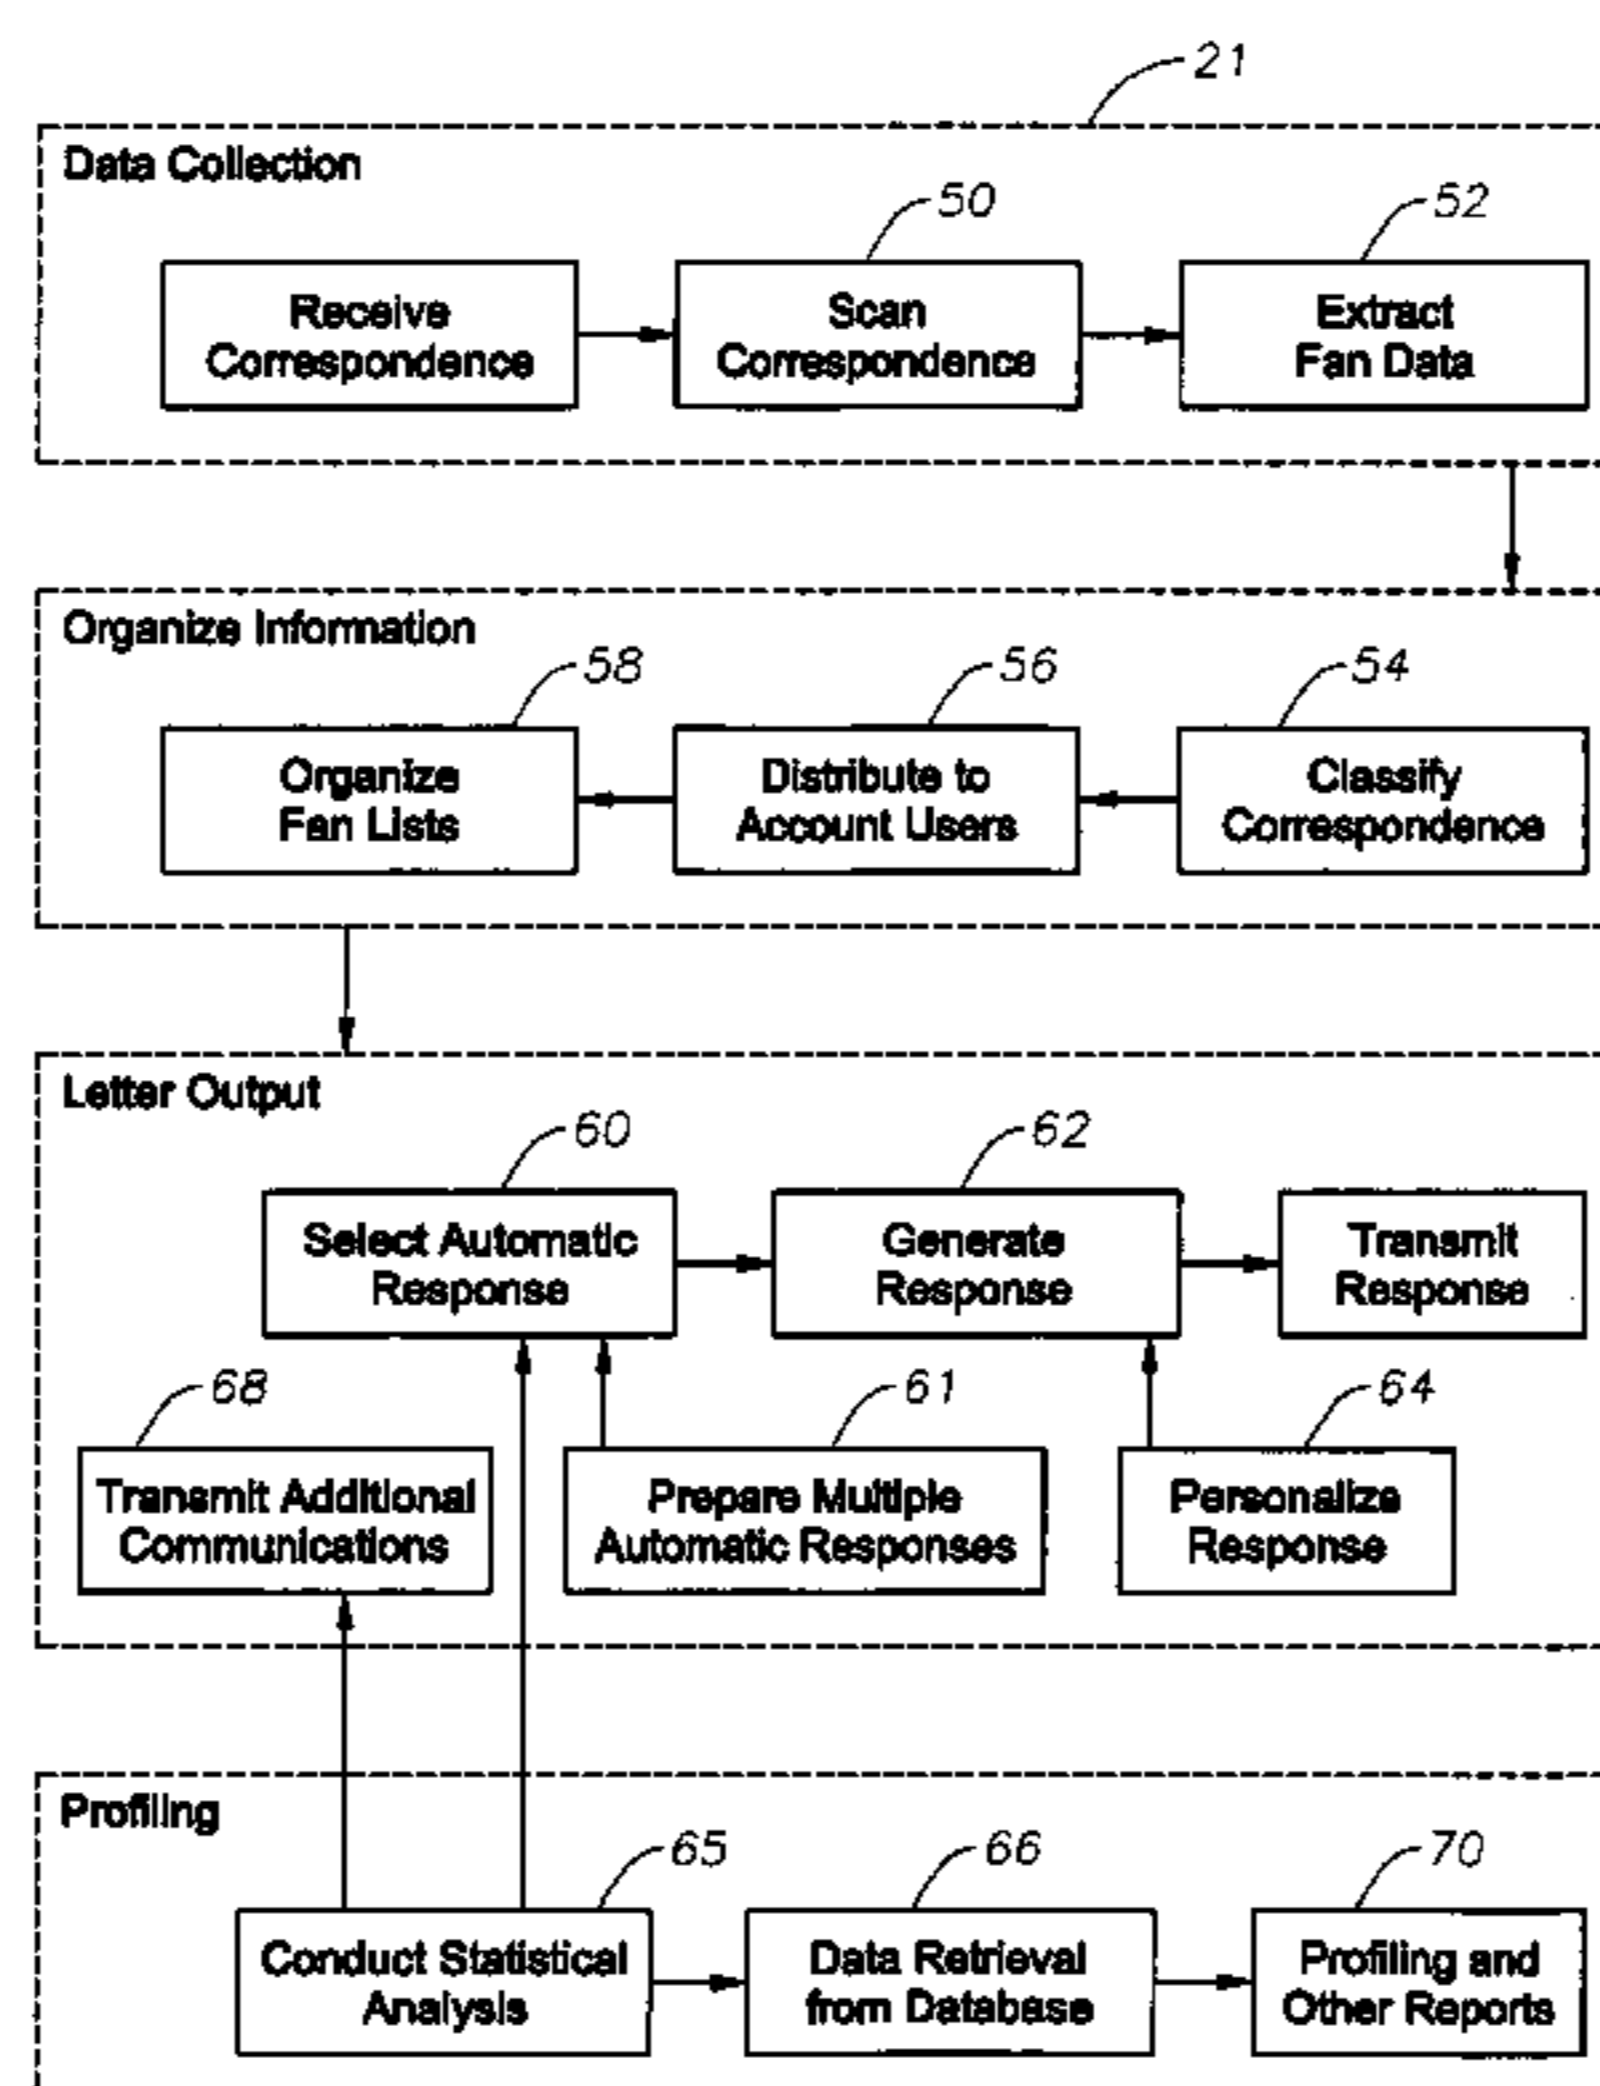 21
Data Collection
50
52
Receive
Correspondence
Scan
Correspondence
Extract
Fan Data
Organize Information
58
56
54
Organize
Fan Lists
Distribute to
Account Users
Classify
Correspondence
Letter Output
60
62
Select Automatic
Response
Generate
Response
Transmit
Response
68
61
64
Transmit Additional
Communications
Prepare Multiple
Automatic Responses
Personalize
Response
Profiling
65
66
70
Conduct Statistical
Analysis
Data Retrieval
from Database
Profiling and
Other Reports